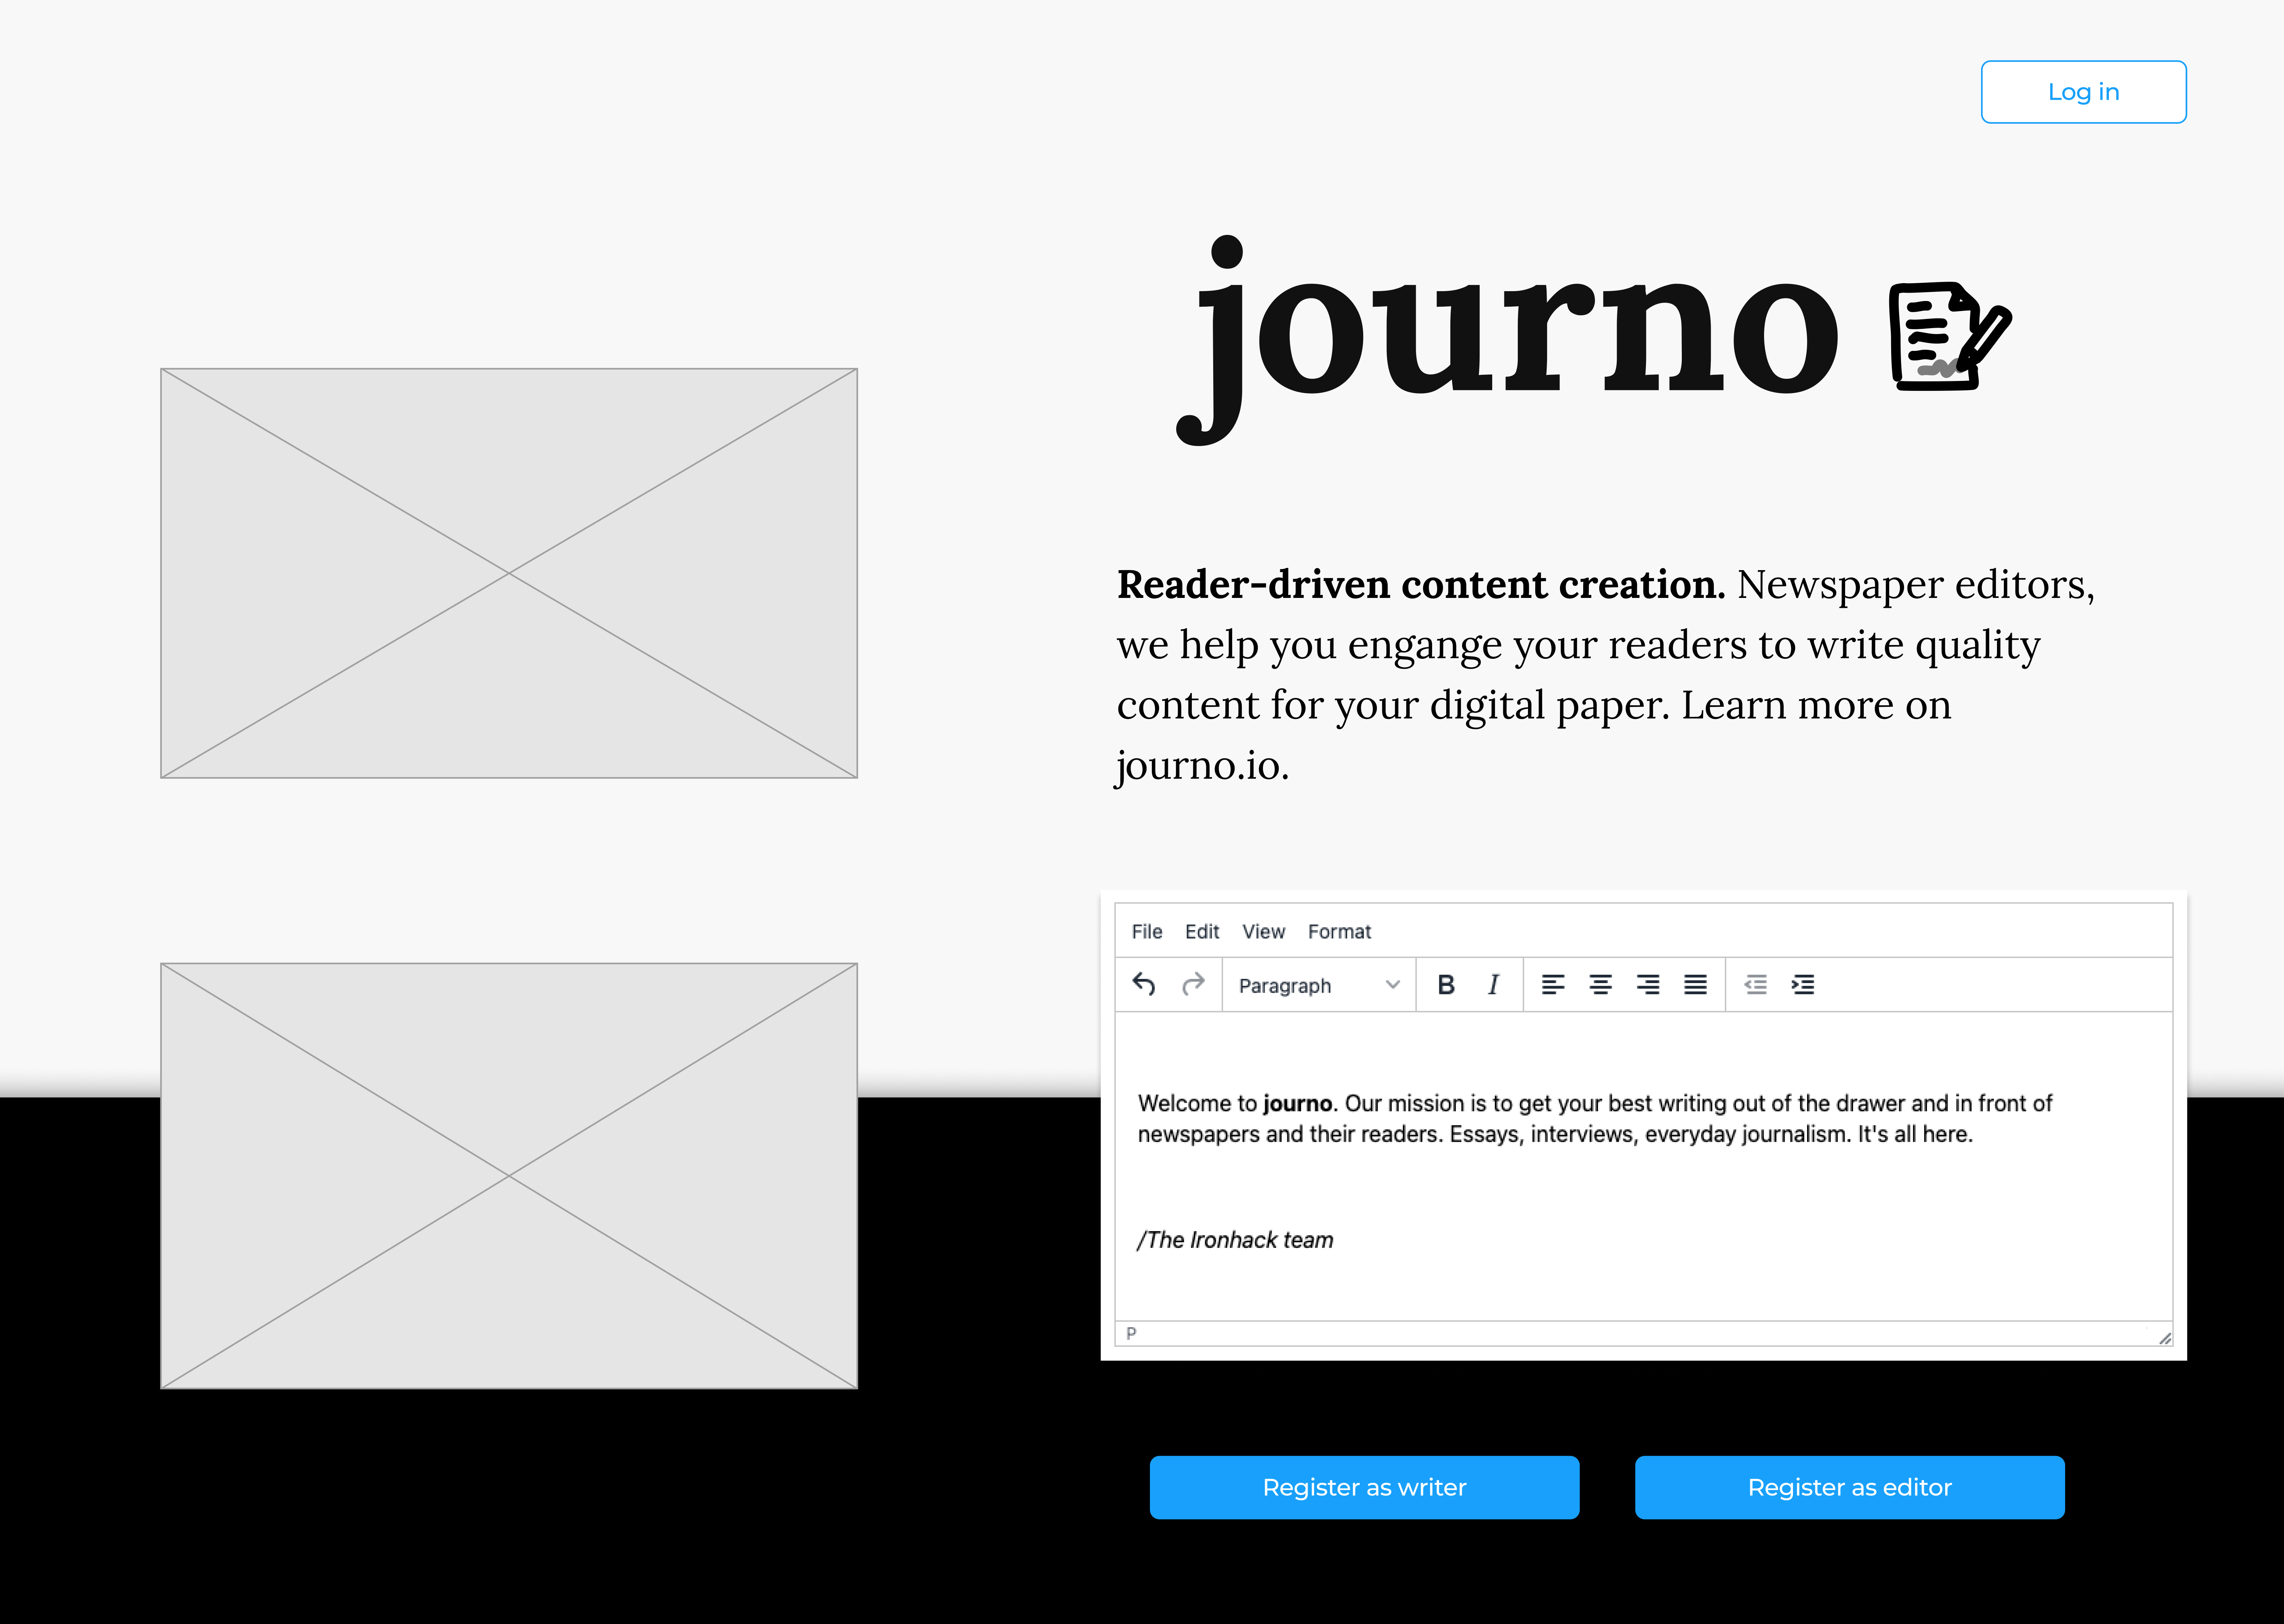 Log in
journo
Reader-driven content creation. Newspaper editors,
we help you engange your readers to write quality
content for your digital paper. Learn more on
journo.io.
File Edit View Format
Paragraph B I
Welcome to journo. Our mission is to get your best writing out of the drawer and in front of
newspapers and their readers. Essays, interviews, everyday journalism. It's all here.
/The Ironhack team
P
Register as writer Register as editor